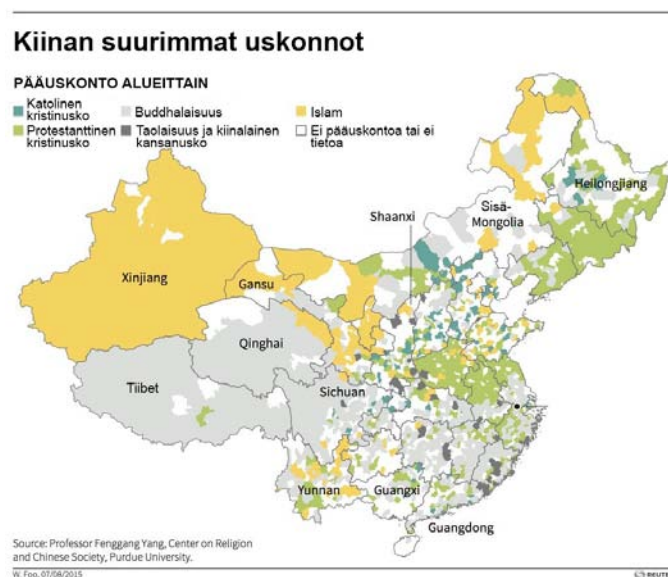 Kiinan suurimmat uskonnot
PÄÄUSKONTO ALUEITTAIN
Katolinen kristinusko
Buddhalaisuus
Islam
Protestanttinen kristinusko
Taolaisuus ja kiinalainen kansanusko
Ei pääuskontoa tai ei tietoa
Heilongjiang
Sisä-
Mongolia
Shaanxi
Xinjiang
Gansu
Qinghai
Tiibet
Sichuan
Yunnan
Guangxi
Guangdong
Source: Professor Fenggang Yang, Center on Religion
and Chinese Society, Purdue University.
W. Foo, 07/08/2015